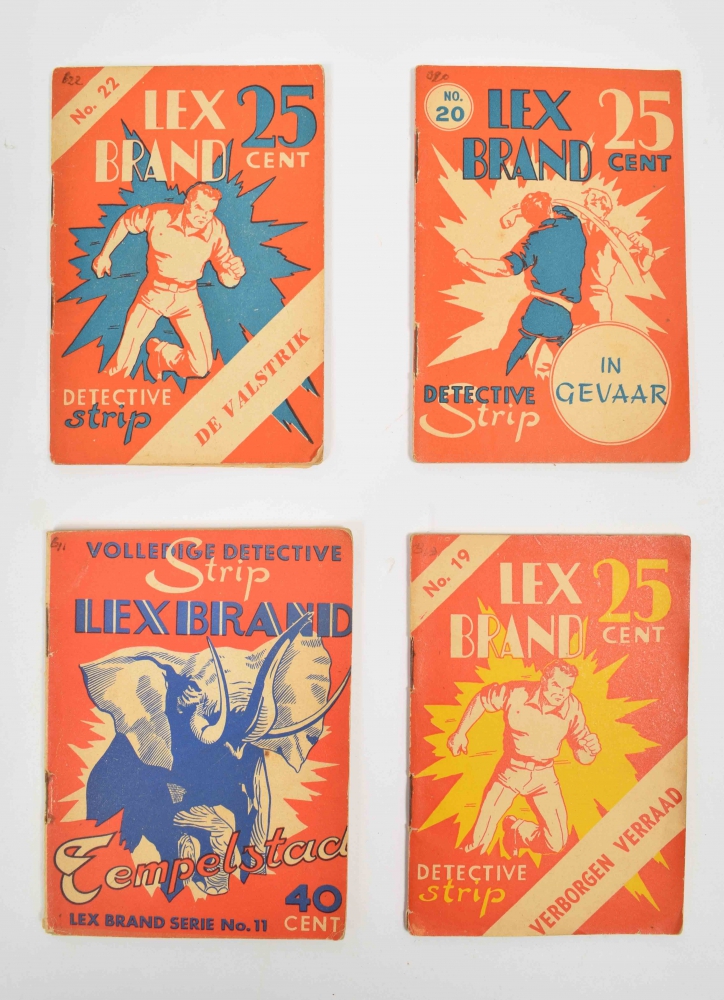 No. 22
LEX
BRAND
25
CENT
DETECTIVE
strip
DE VALSTRIK
NO.
20
LEX
BRAND
25
CENT
DETECTIVE
Strip
IN
GEVAAR
VOLLEDIGE DETECTIVE
Strip
LEX BRAND
Tempelstad
40
CENT
LEX BRAND SERIE No. 11
No. 19
LEX
BRAND
25
CENT
DETECTIVE
strip
VERBORGEN VERRAAD